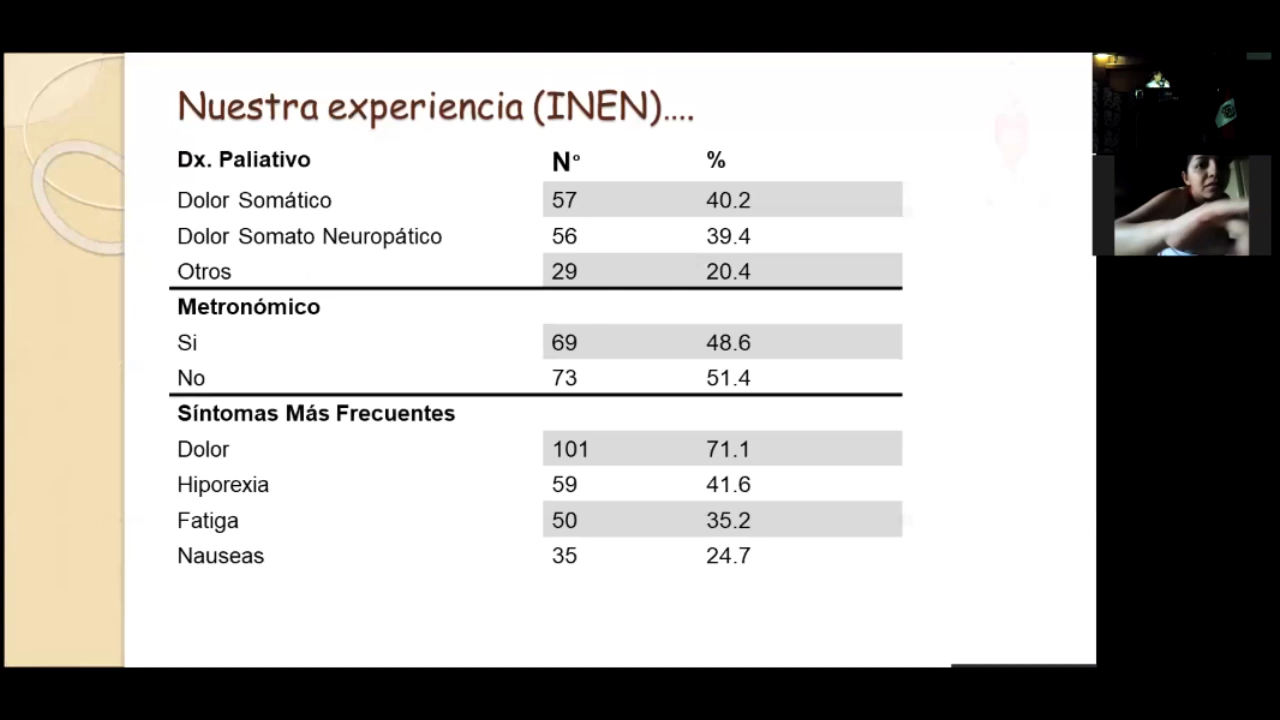 Nuestra experiencia (INEN)....
Dx. Paliativo N° %
Dolor Somático 57 40.2
Dolor Somato Neuropático 56 39.4
Otros 29 20.4
Metronómico
Si 69 48.6
No 73 51.4
Síntomas Más Frecuentes
Dolor 101 71.1
Hiporexia 59 41.6
Fatiga 50 35.2
Nauseas 35 24.7